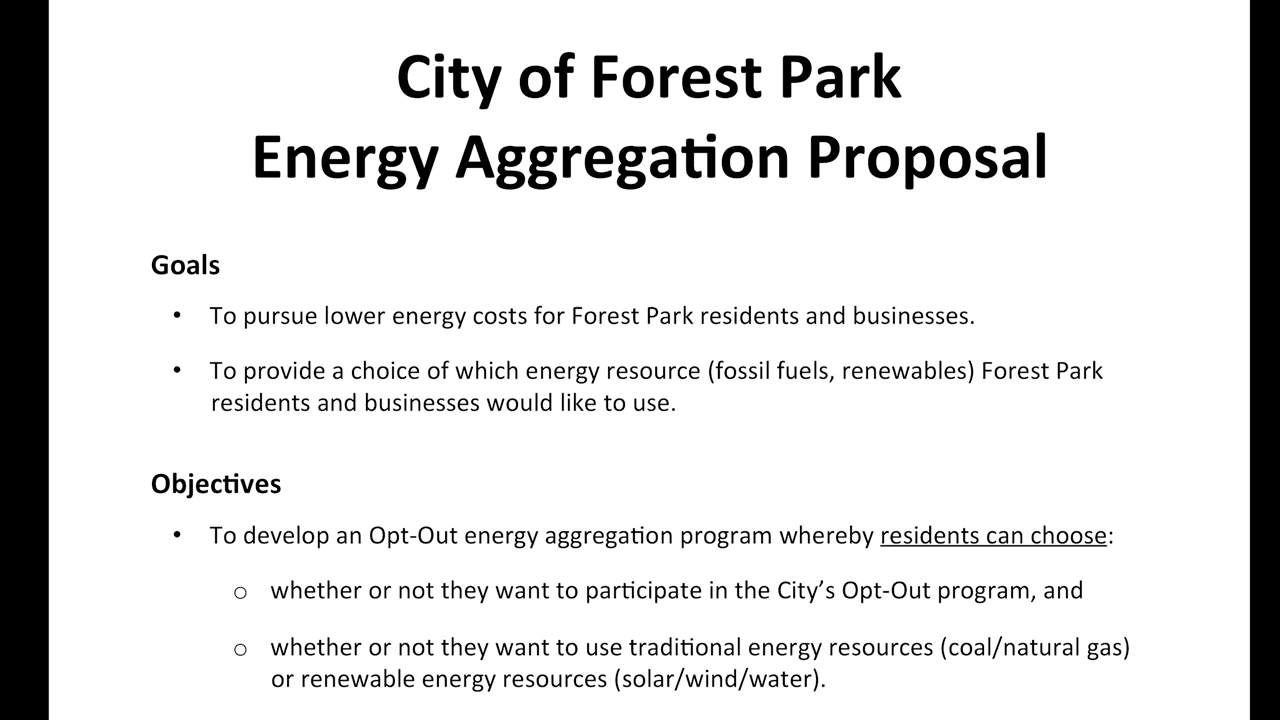 City of Forest Park
Energy Aggregation Proposal
Goals
• To pursue lower energy costs for Forest Park residents and businesses.
• To provide a choice of which energy resource (fossil fuels, renewables) Forest Park
residents and businesses would like to use.
Objectives
• To develop an Opt-Out energy aggregation program whereby residents can choose:
o whether or not they want to participate in the City’s Opt-Out program, and
o whether or not they want to use traditional energy resources (coal/natural gas)
or renewable energy resources (solar/wind/water).